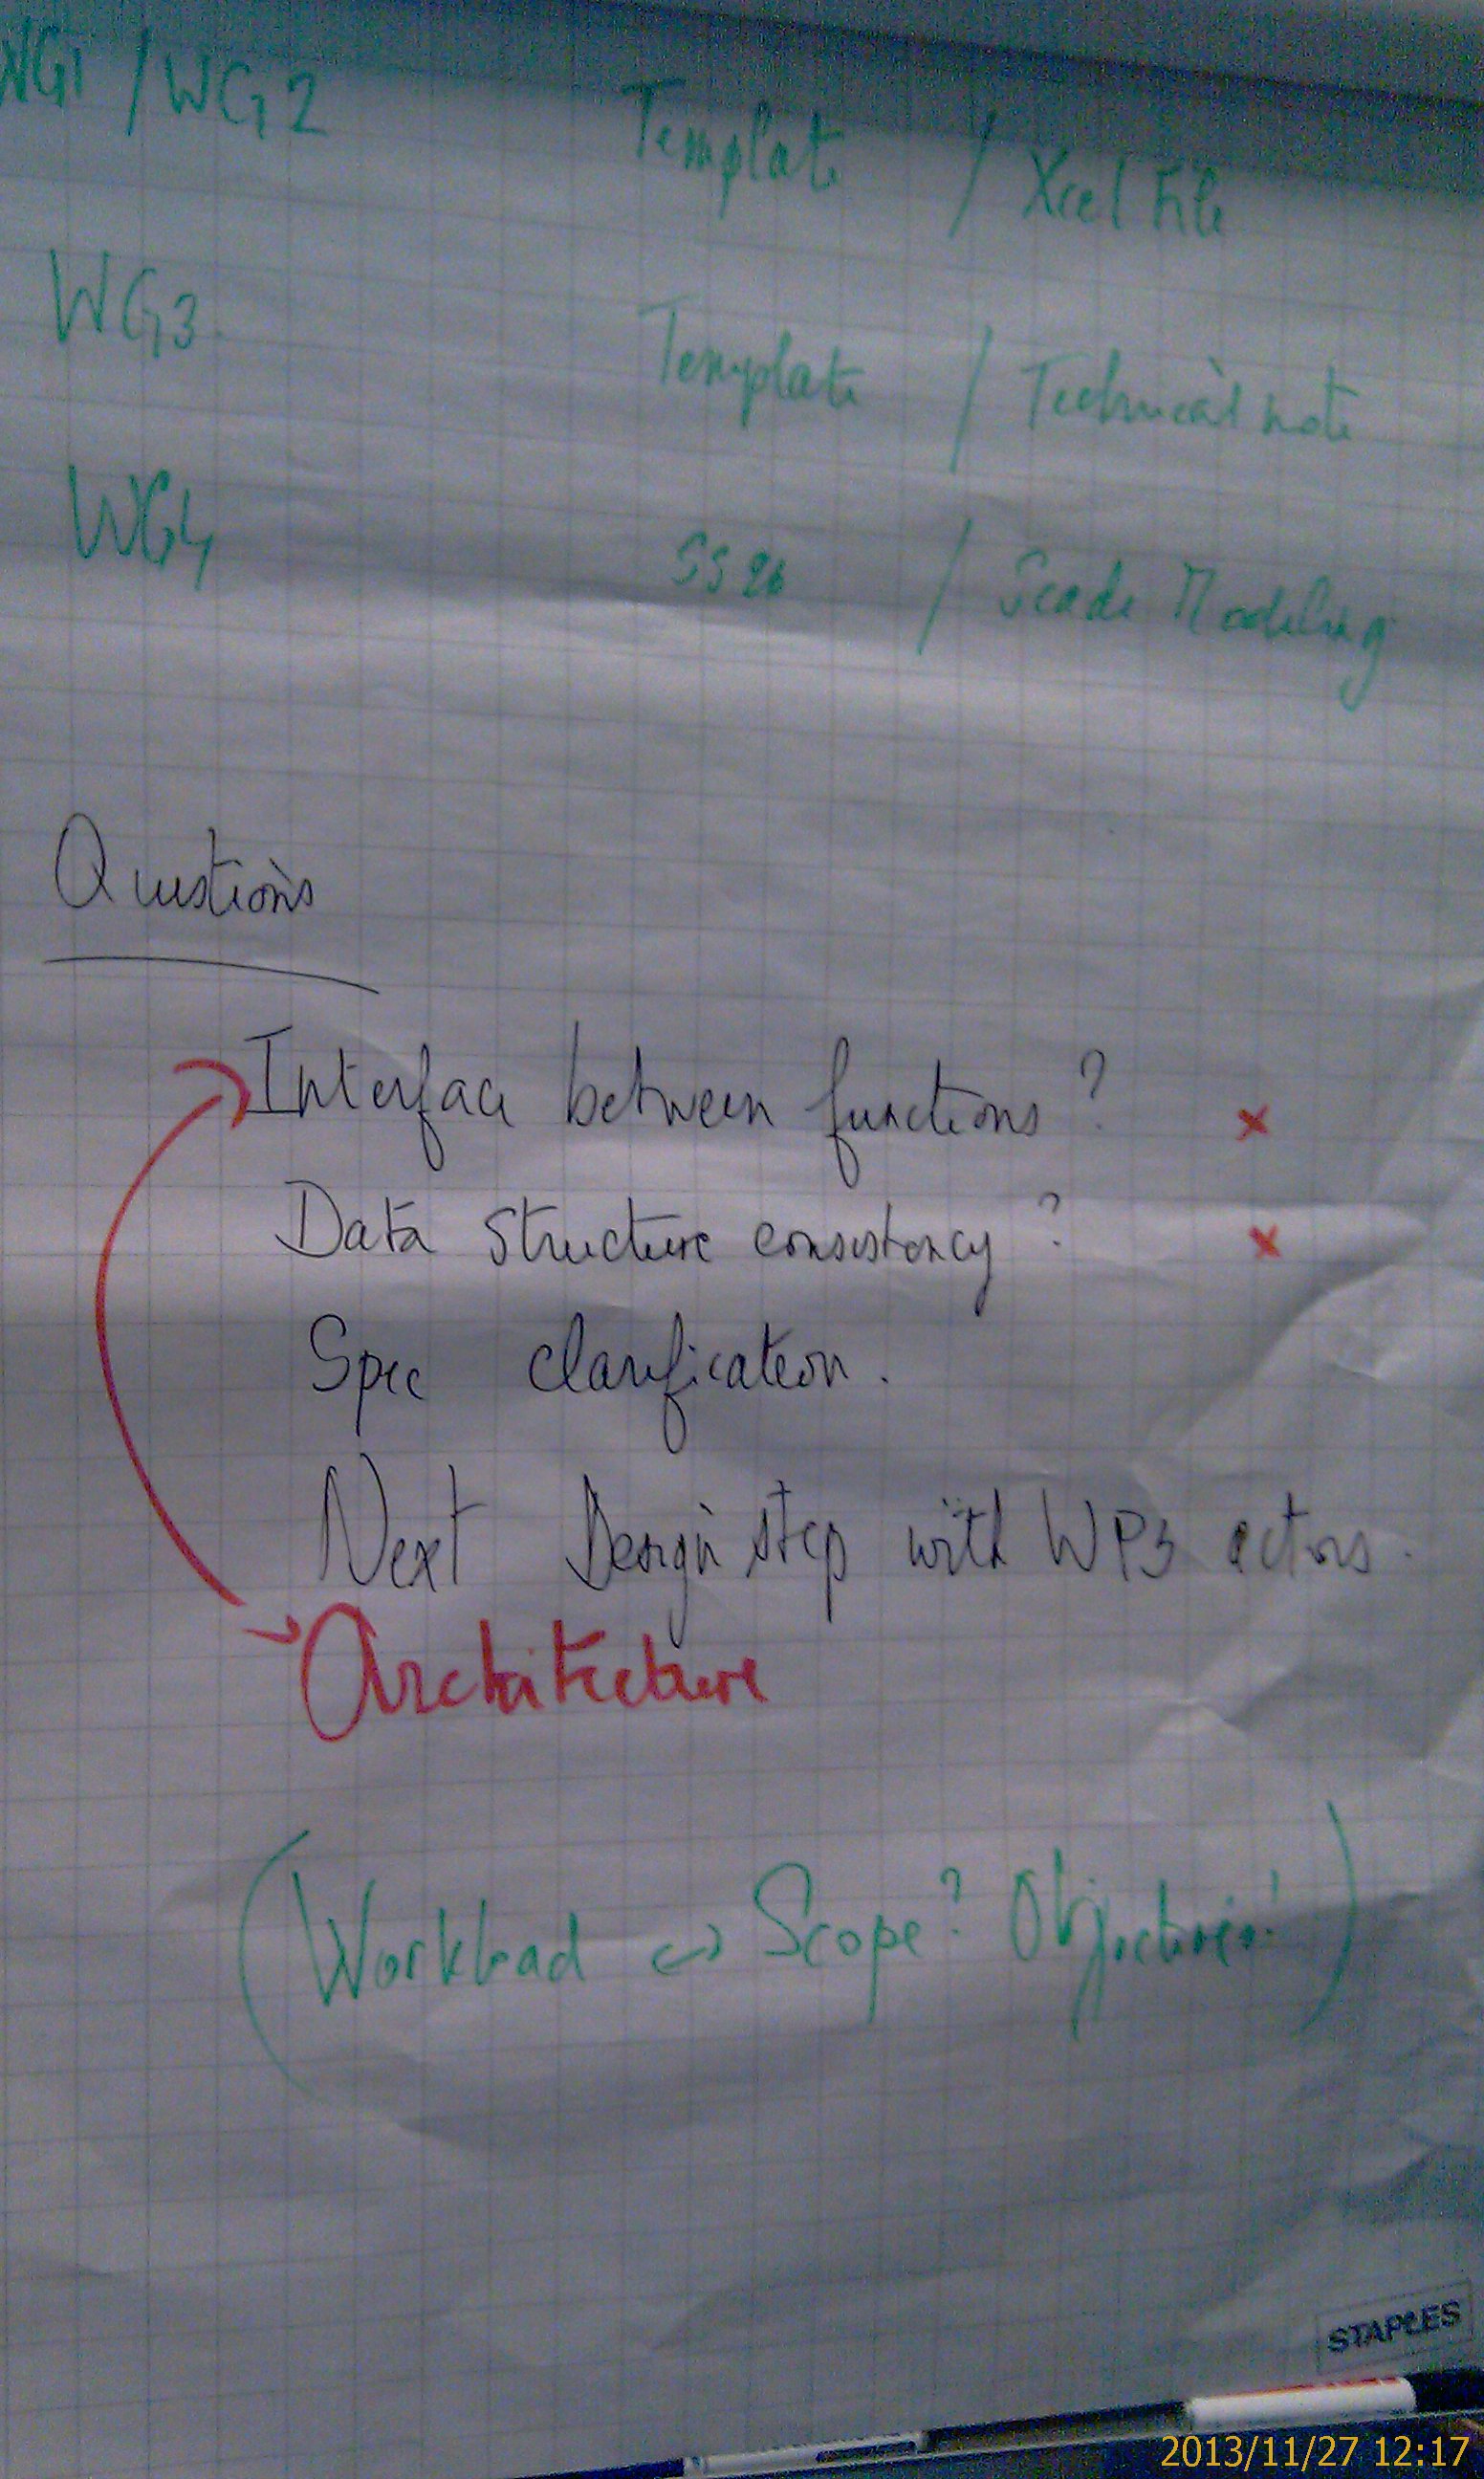 WG1 / WG2 Template / Xcel File
WG3. Template / Technical note
WG4 SS26 / Scade Modeling
Questions
Interface between functions ? x
Data structure consistency ? x
Spec clarification.
Next Design step with WP3 actors.
Architecture
(Workload <-> Scope? Objectives!)
STAPLES
2013/11/27 12:17